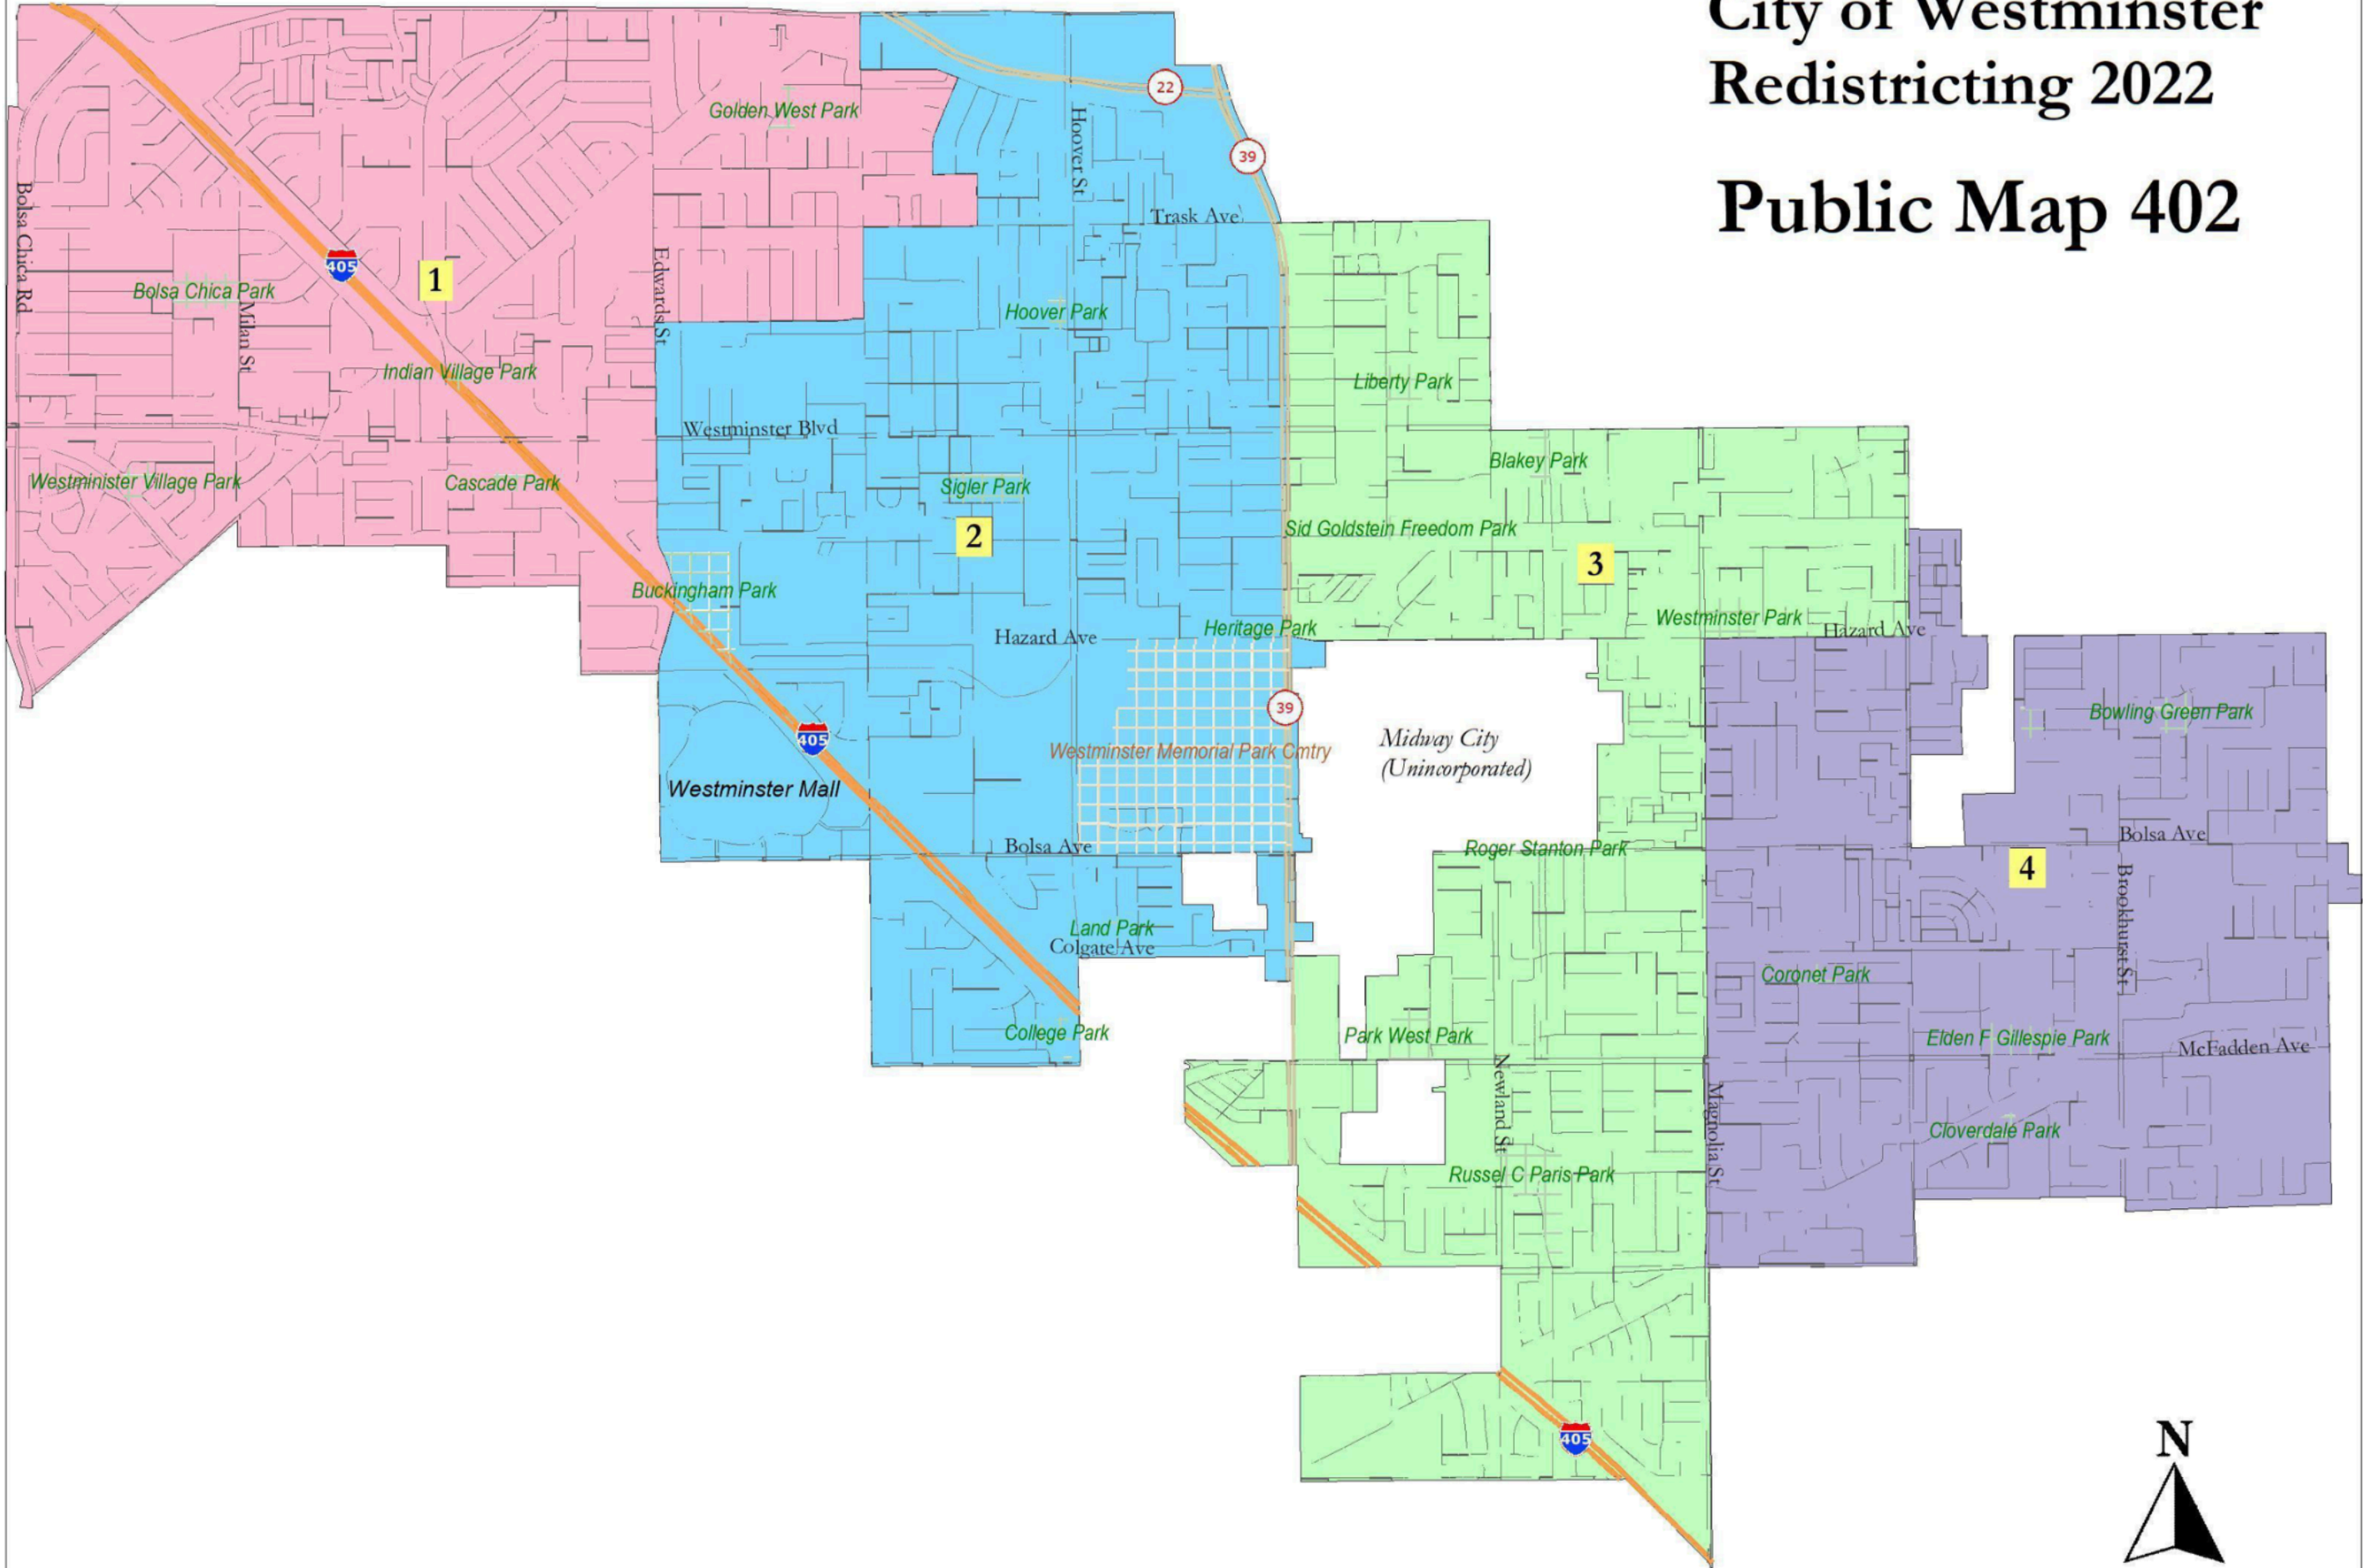 City of Westminster
Redistricting 2022
Public Map 402
22
Golden West Park
Hoover St
39
Trask Ave
Bolsa Chica Rd
405
1
Edwards St
Bolsa Chica Park
Milan St
Hoover Park
Indian Village Park
Liberty Park
Westminster Blvd
Blakey Park
Westminister Village Park
Cascade Park
Sigler Park
2
Sid Goldstein Freedom Park
3
Buckingham Park
Westminster Park
Heritage Park
Hazard Ave
Hazard Ave
39
Bowling Green Park
405
Westminster Memorial Park Cmtry
Midway City
(Unincorporated)
Westminster Mall
Bolsa Ave
Bolsa Ave
Roger Stanton Park
4
Brookhurst St
Land Park
Colgate Ave
Coronet Park
College Park
Park West Park
Elden F Gillespie Park
McFadden Ave
Newland St
Magnolia St
Cloverdale Park
Russel C Paris Park
405
N